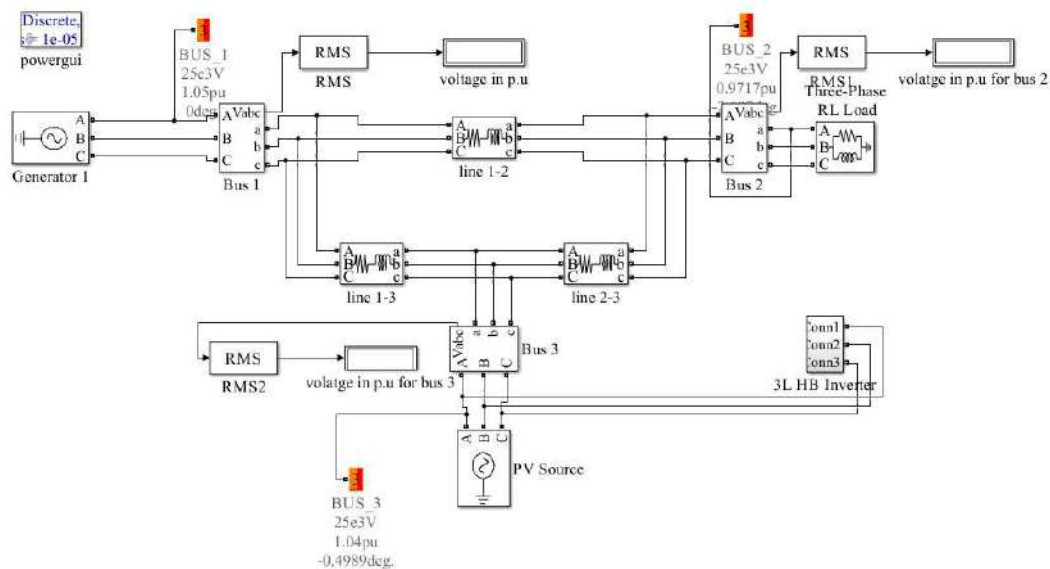 Discrete,
1e-05
powergui
BUS_1
25e3V
1.05pu
0deg
RMS
RMS
voltage in p.u
BUS_2
25e3V
0.9717pu
RMS
RMS1
volatge in p.u for bus 2
Three-Phase
RL Load
A
B
C
Generator 1
A
B
C
Vabc
a
b
c
Bus 1
A
B
C
a
b
c
line 1-2
A
B
C
Vabc
a
b
c
Bus 2
A
B
C
A
B
C
a
b
c
line 1-3
A
B
C
a
b
c
line 2-3
Vabc
a
b
c
A
B
C
Bus 3
RMS
RMS2
volatge in p.u for bus 3
Conn1
Conn2
Conn3
3L HB Inverter
A
B
C
PV Source
BUS_3
25e3V
1.04pu
-0.4989deg.